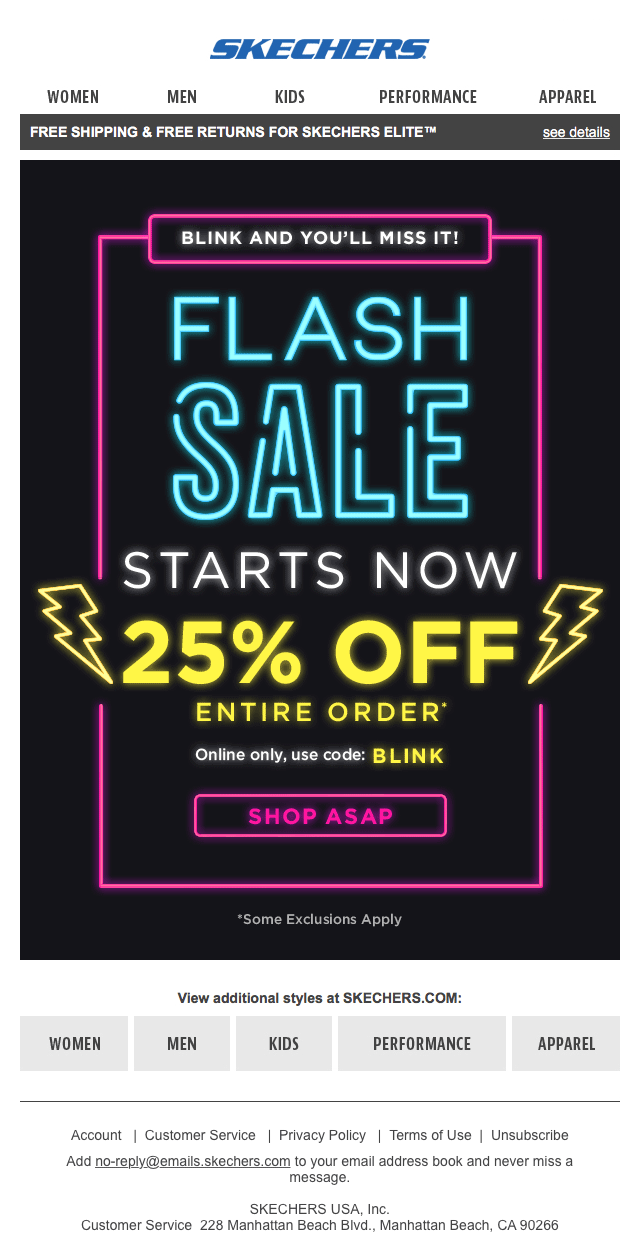 SKECHERS
WOMEN MEN KIDS PERFORMANCE APPAREL
FREE SHIPPING & FREE RETURNS FOR SKECHERS ELITE™ see details
BLINK AND YOU'LL MISS IT!
FLASH
SALE
STARTS NOW
25% OFF
ENTIRE ORDER*
Online only, use code: BLINK
SHOP ASAP
*Some Exclusions Apply
View additional styles at SKECHERS.COM:
WOMEN MEN KIDS PERFORMANCE APPAREL
Account | Customer Service | Privacy Policy | Terms of Use | Unsubscribe
Add no-reply@emails.skechers.com to your email address book and never miss a
message.
SKECHERS USA, Inc.
Customer Service 228 Manhattan Beach Blvd., Manhattan Beach, CA 90266